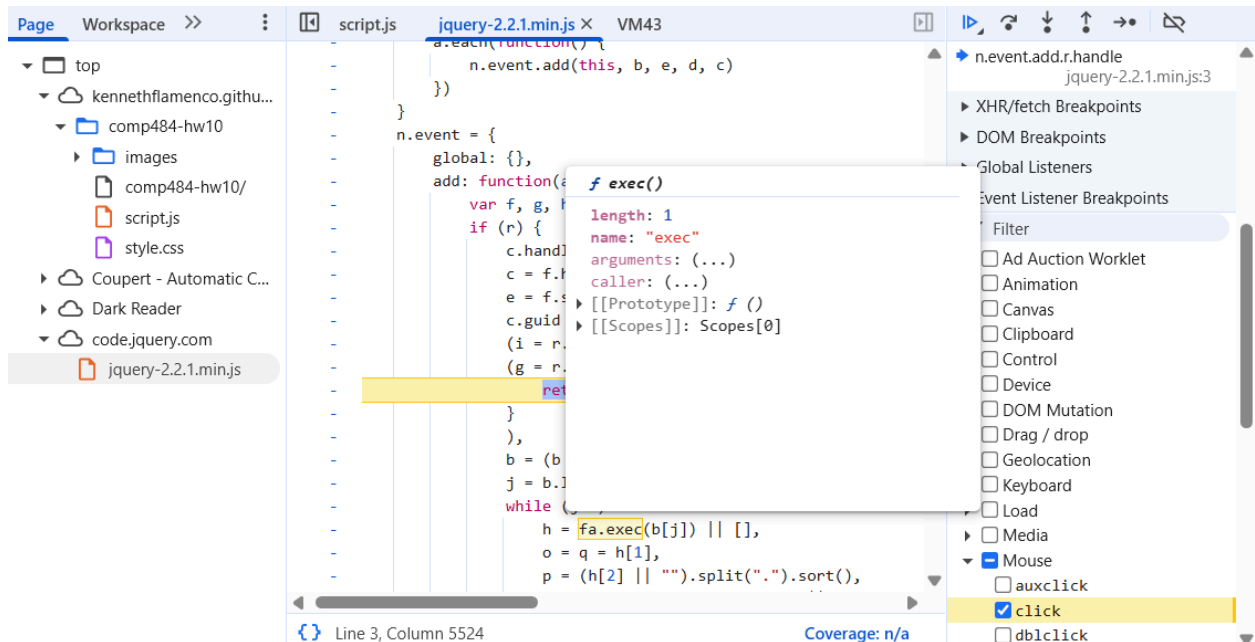 Page Workspace
top
kennethflamenco.githu...
comp484-hw10
images
comp484-hw10/
script.js
style.css
Coupert - Automatic C...
Dark Reader
code.jquery.com
jquery-2.2.1.min.js
script.js jquery-2.2.1.min.js × VM43
- a.each(function() {
- n.event.add(this, b, e, d, c)
- })
- }
- n.event = {
- global: {},
- add: function(
- var f, g,
- if (r) {
- c.handl
- c = f.
- e = f.s
- c.guid
- (i = r.
- (g = r.
- ret
- }
- ),
- b = (b
- j = b.
- while (
- h = fa.exec(b[j]) || [],
- o = q = h[1],
- p = (h[2] || "").split(".").sort(),
{} Line 3, Column 5524 Coverage: n/a
f exec()
length: 1
name: "exec"
arguments: (...)
caller: (...)
[[Prototype]]: f ()
[[Scopes]]: Scopes[0]
n.event.add.r.handle
jquery-2.2.1.min.js:3
XHR/fetch Breakpoints
DOM Breakpoints
Global Listeners
Event Listener Breakpoints
Filter
Ad Auction Worklet
Animation
Canvas
Clipboard
Control
Device
DOM Mutation
Drag / drop
Geolocation
Keyboard
Load
Media
Mouse
auxclick
click
dblclick